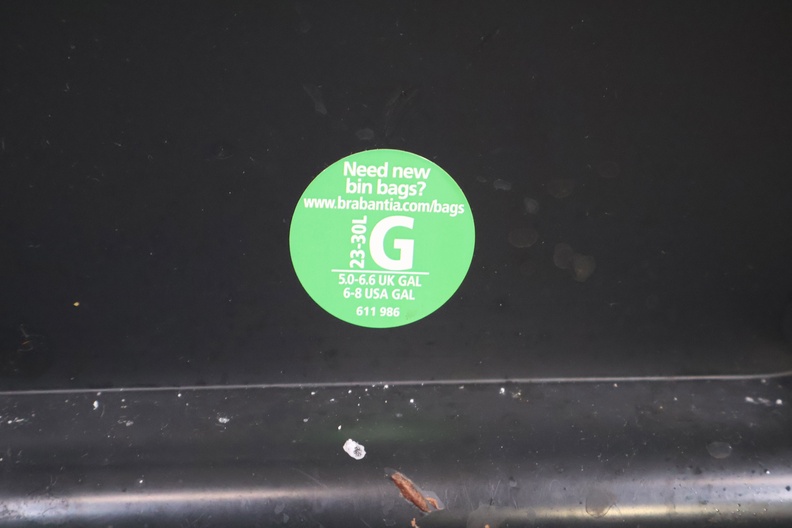 Need new
bin bags?
www.brabantia.com/bags
23-30L
G
5.0-6.6 UK GAL
6-8 USA GAL
611 986